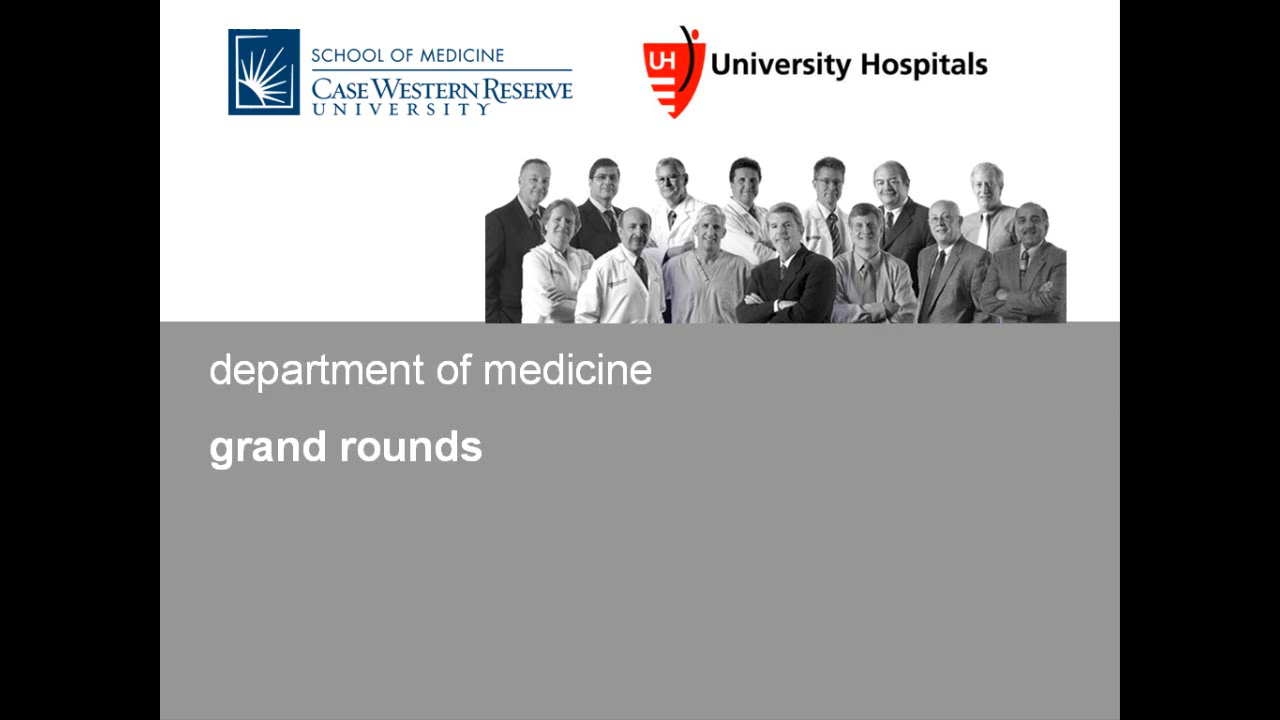 SCHOOL OF MEDICINE
CASE WESTERN RESERVE
UNIVERSITY
UH University Hospitals
department of medicine
grand rounds